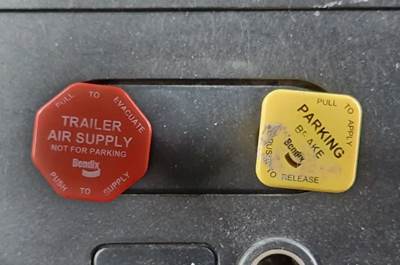 PULL TO EVACUATE
TRAILER
AIR SUPPLY
NOT FOR PARKING
Bendix
PUSH TO SUPPLY
PULL TO APPLY
PARKING
BRAKE
Bendix
PUSH TO RELEASE